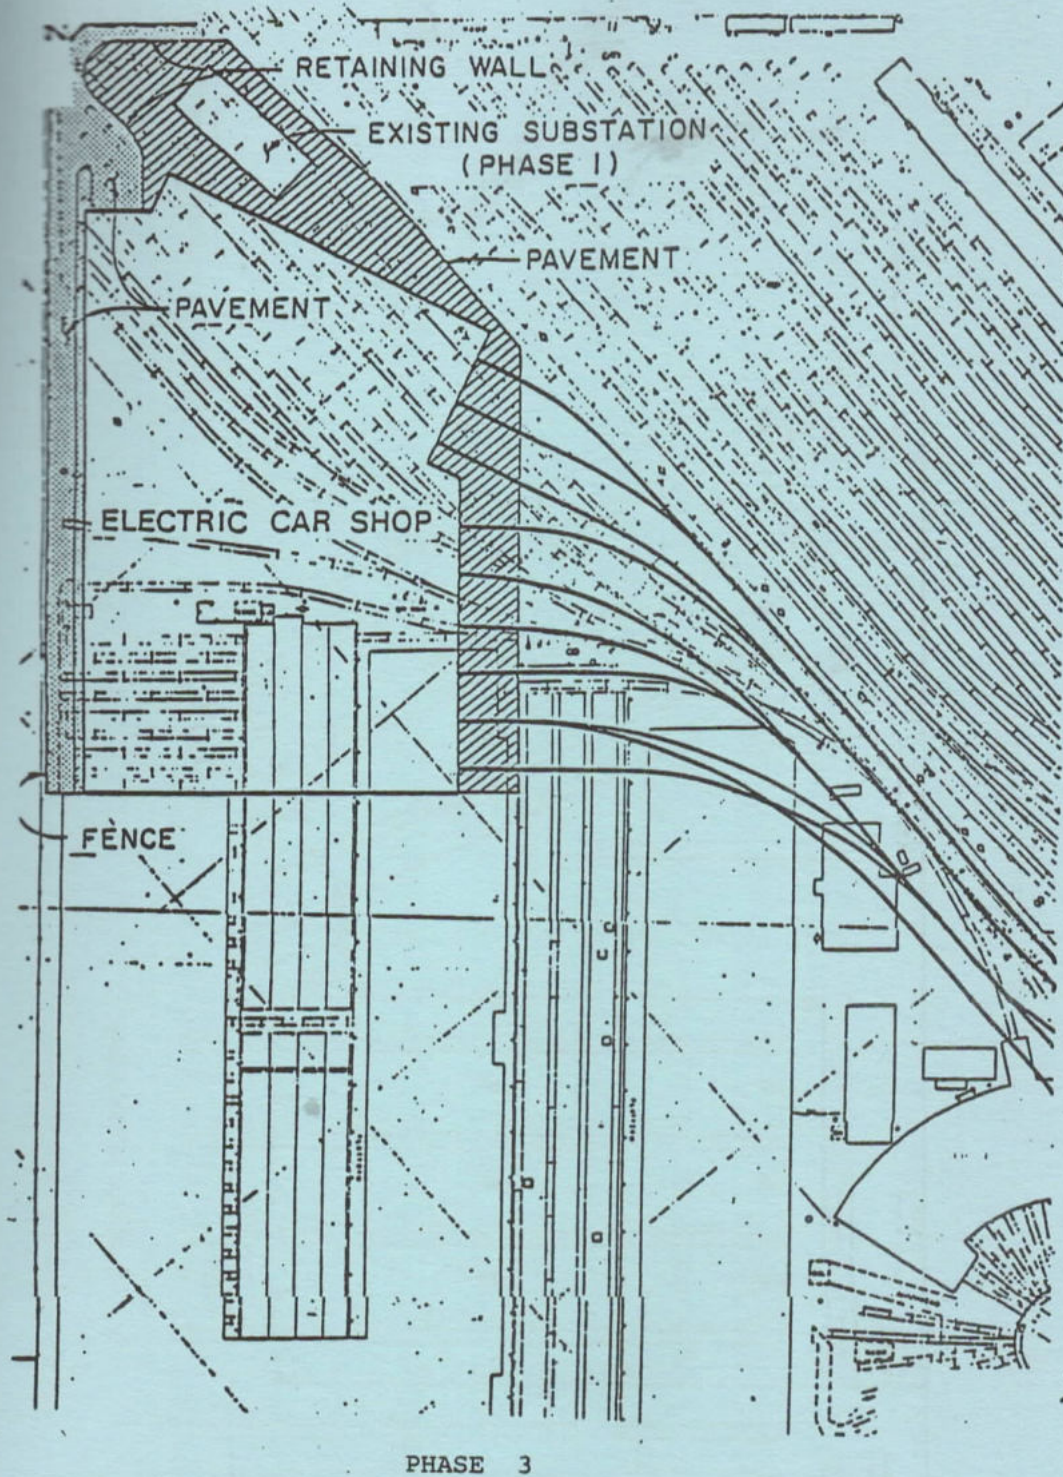 RETAINING WALL
EXISTING SUBSTATION
(PHASE 1)
PAVEMENT
PAVEMENT
ELECTRIC CAR SHOP
FENCE
PHASE 3